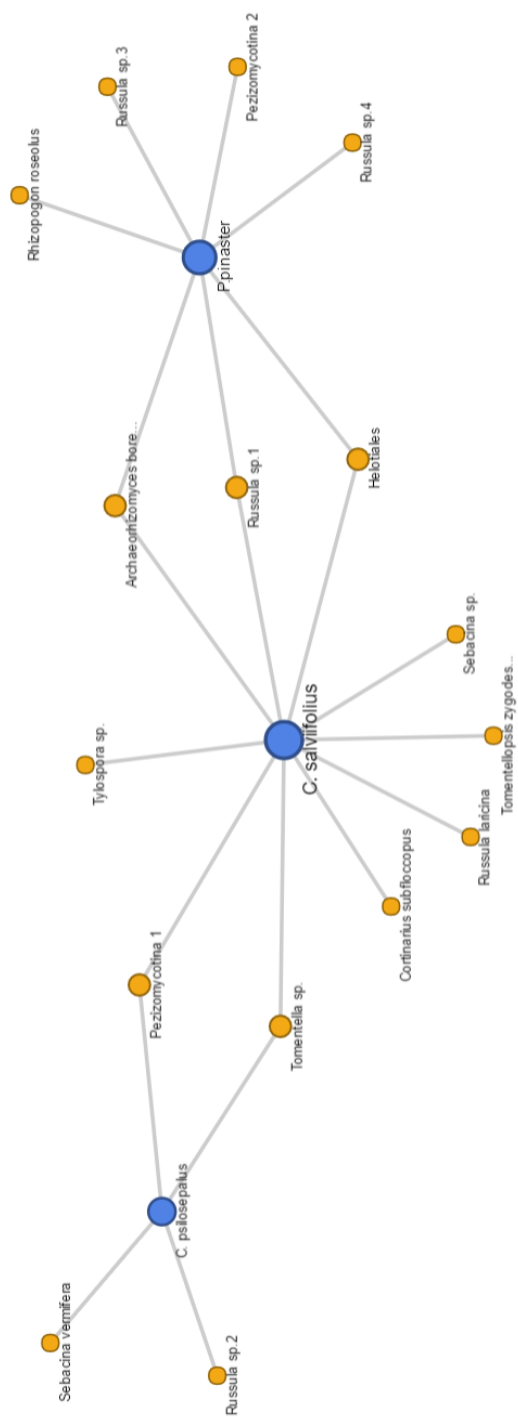 Sebacina vermifera
Russula sp.2
C. psilosepalus
Pezizomycotina 1
Tomentella sp.
Tylospora sp.
Cortinarius subfloccopus
Russula laricina
Tomentellopsis zygodes...
Sebacina sp.
C. salviifolius
Archaeorhizomyces bore...
Russula sp.1
Helotiales
P.pinaster
Rhizopogon roseolus
Russula sp.3
Pezizomycotina 2
Russula sp.4